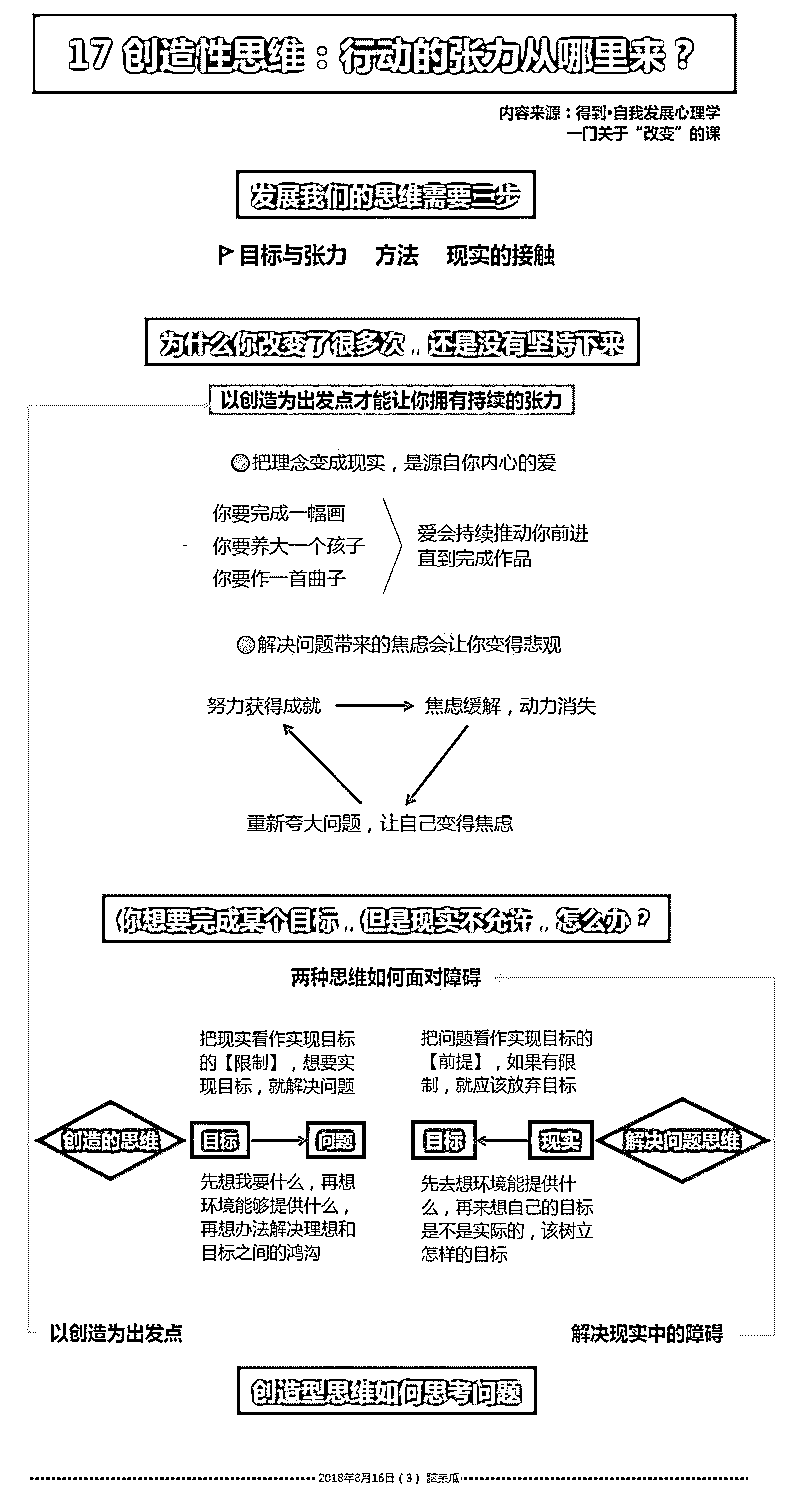 17 创造性思维：行动的张力从哪里来？
内容来源：得到·自我发展心理学
一门关于“改变”的课
发展我们的思维需要三步
目标与张力 方法 现实的接触
为什么你改变了很多次，还是没有坚持下来
以创造为出发点才能让你拥有持续的张力
把理念变成现实，是源自你内心的爱
你要完成一幅画
你要养大一个孩子
你要作一首曲子
爱会持续推动你前进
直到完成作品
解决问题带来的焦虑会让你变得悲观
努力获得成就
焦虑缓解，动力消失
重新夸大问题，让自己变得焦虑
你想要完成某个目标，但是现实不允许，怎么办？
两种思维如何面对障碍
把现实看作实现目标
的【限制】，想要实
现目标，就解决问题
把问题看作实现目标的
【前提】，如果有限
制，就应该放弃目标
创造的思维
目标
问题
目标
现实
解决问题思维
先想我要什么，再想
环境能够提供什么，
再想办法解决理想和
目标之间的鸿沟
先去想环境能提供什
么，再来想自己的目标
是不是实际的，该树立
怎样的目标
以创造为出发点
解决现实中的障碍
创造型思维如何思考问题
2018年8月16日（3）